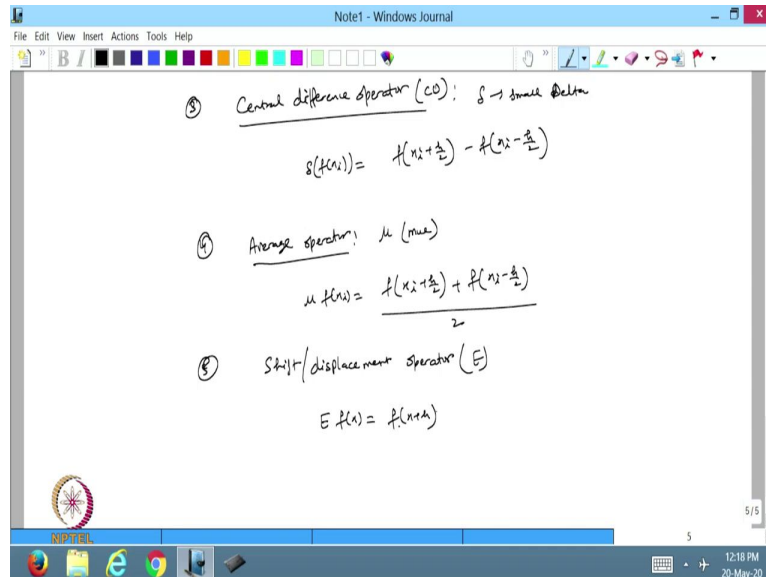 Note1 - Windows Journal
File Edit View Insert Actions Tools Help
B I
③ Central difference operator (CD): δ → small Delta
δ(f(xi)) = f(xi + h/2) - f(xi - h/2)
④ Average operator: μ (mue)
μ f(xi) = f(xi + h/2) + f(xi - h/2)
2
⑤ Shift/displacement operator (E)
E f(x) = f(x+h)
5/5
NPTEL
5
12:18 PM
20-May-20